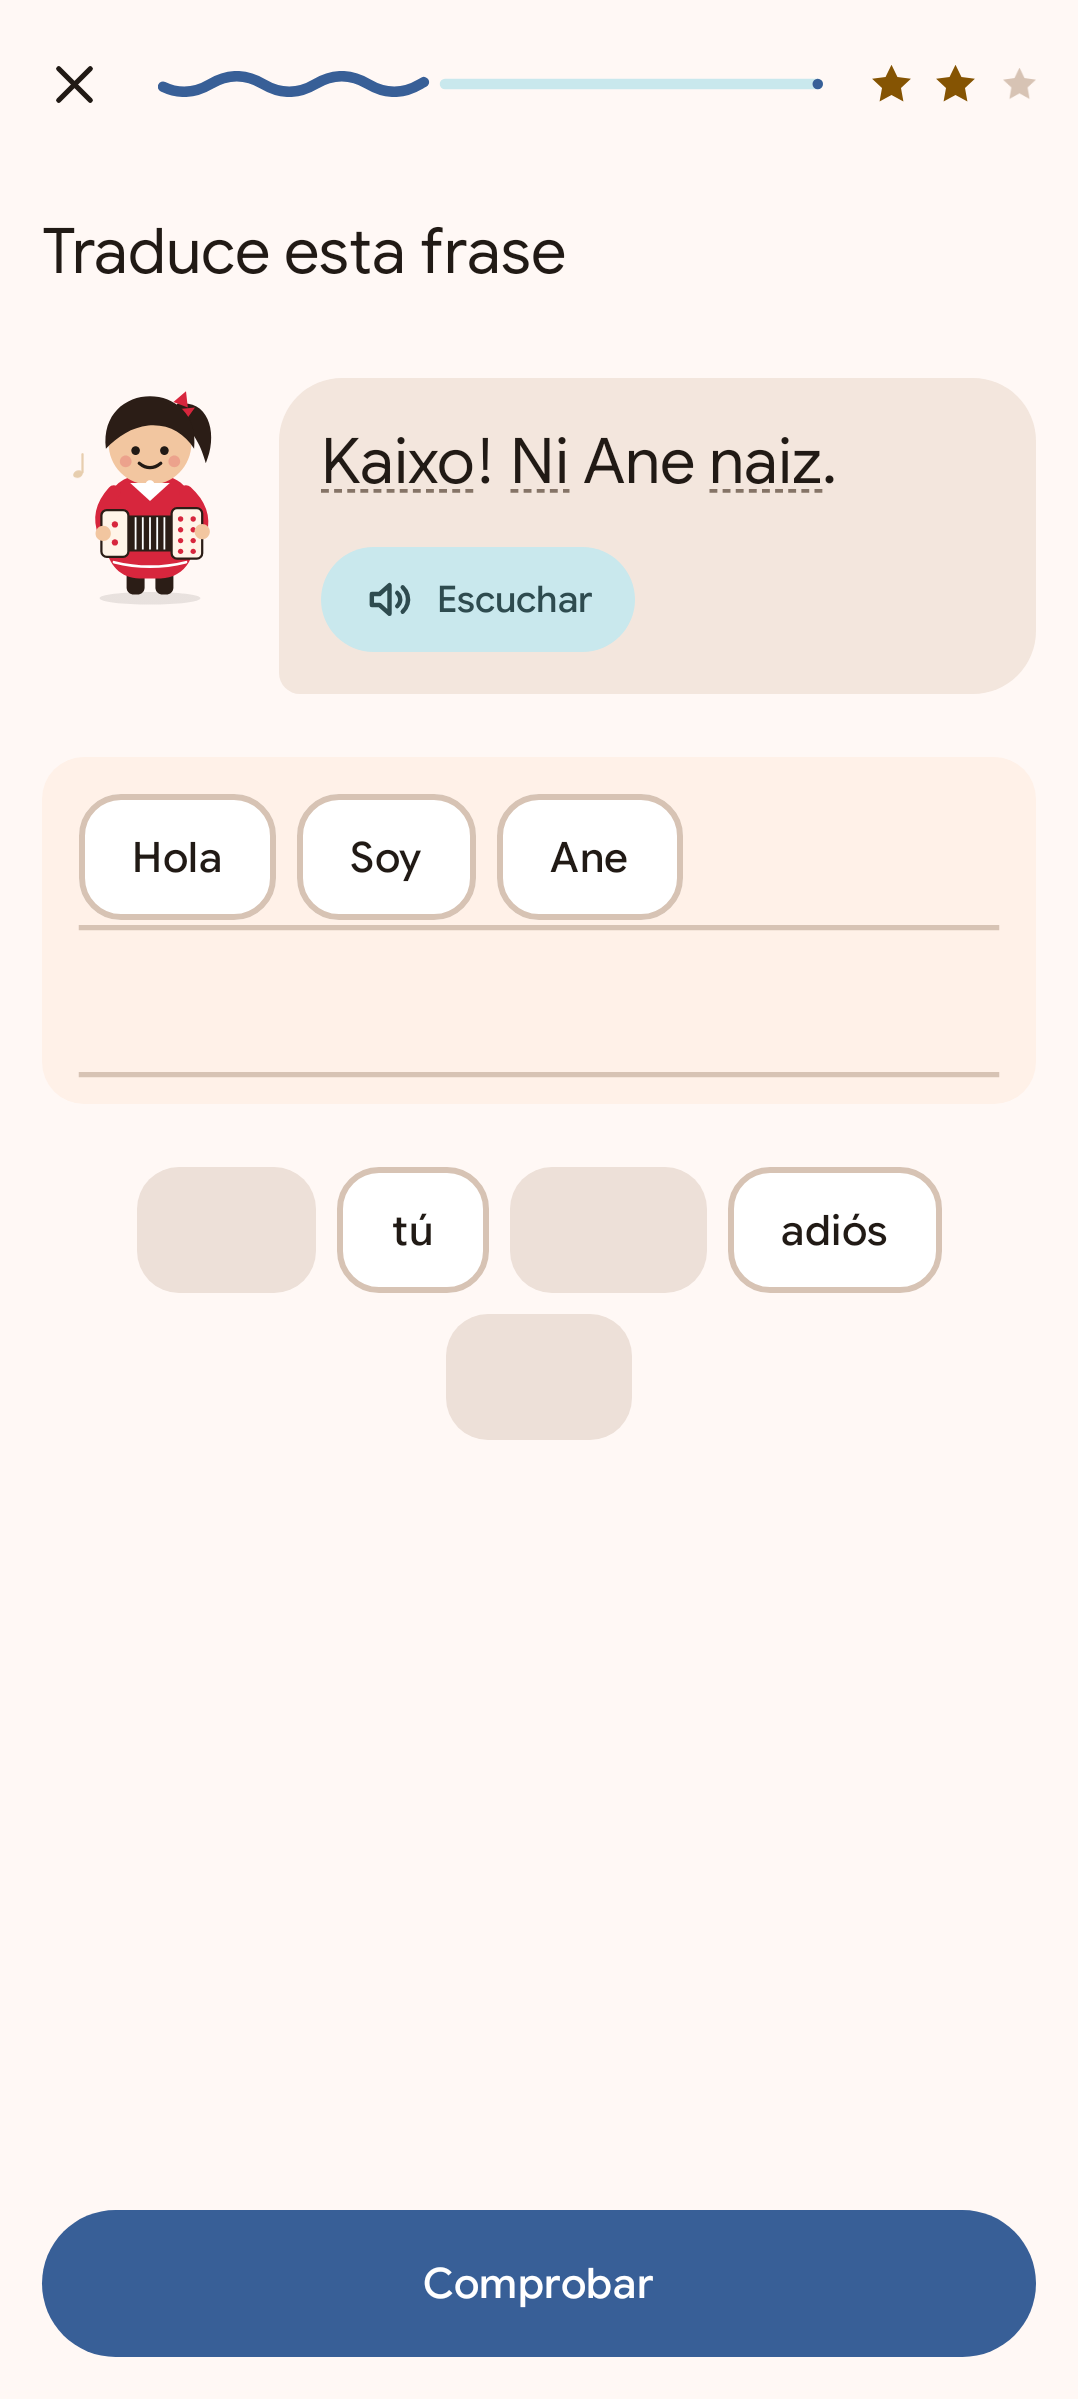 Traduce esta frase
Kaixo! Ni Ane naiz.
Escuchar
Hola Soy Ane
tú adiós
Comprobar